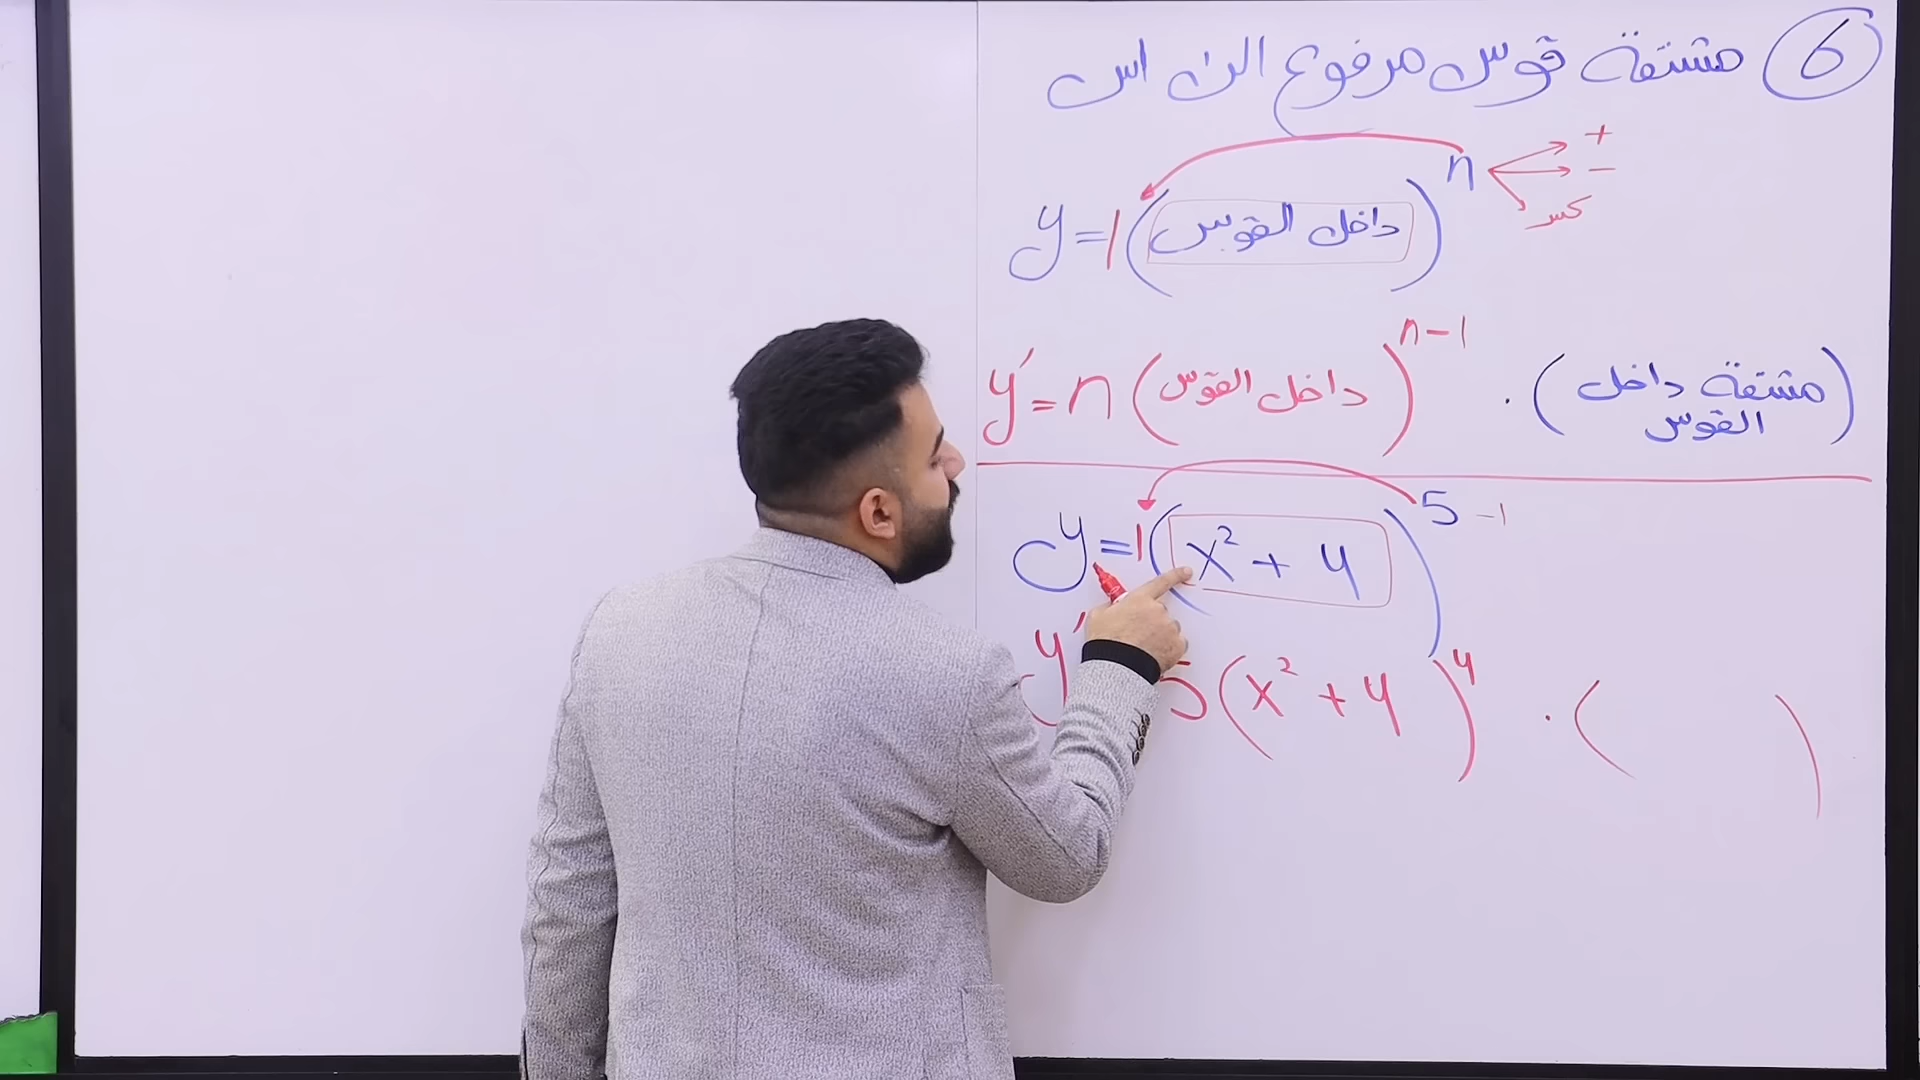 6 مشتقة قوس مرفوع الى اس
y = 1 (داخل القوس)^n + − كسر
y′ = n (داخل القوس)^n−1 · (مشتقة داخل القوس)
y = 1 (x² + 4)^5 −1
y′ 5 (x² + 4)^4 · ( )